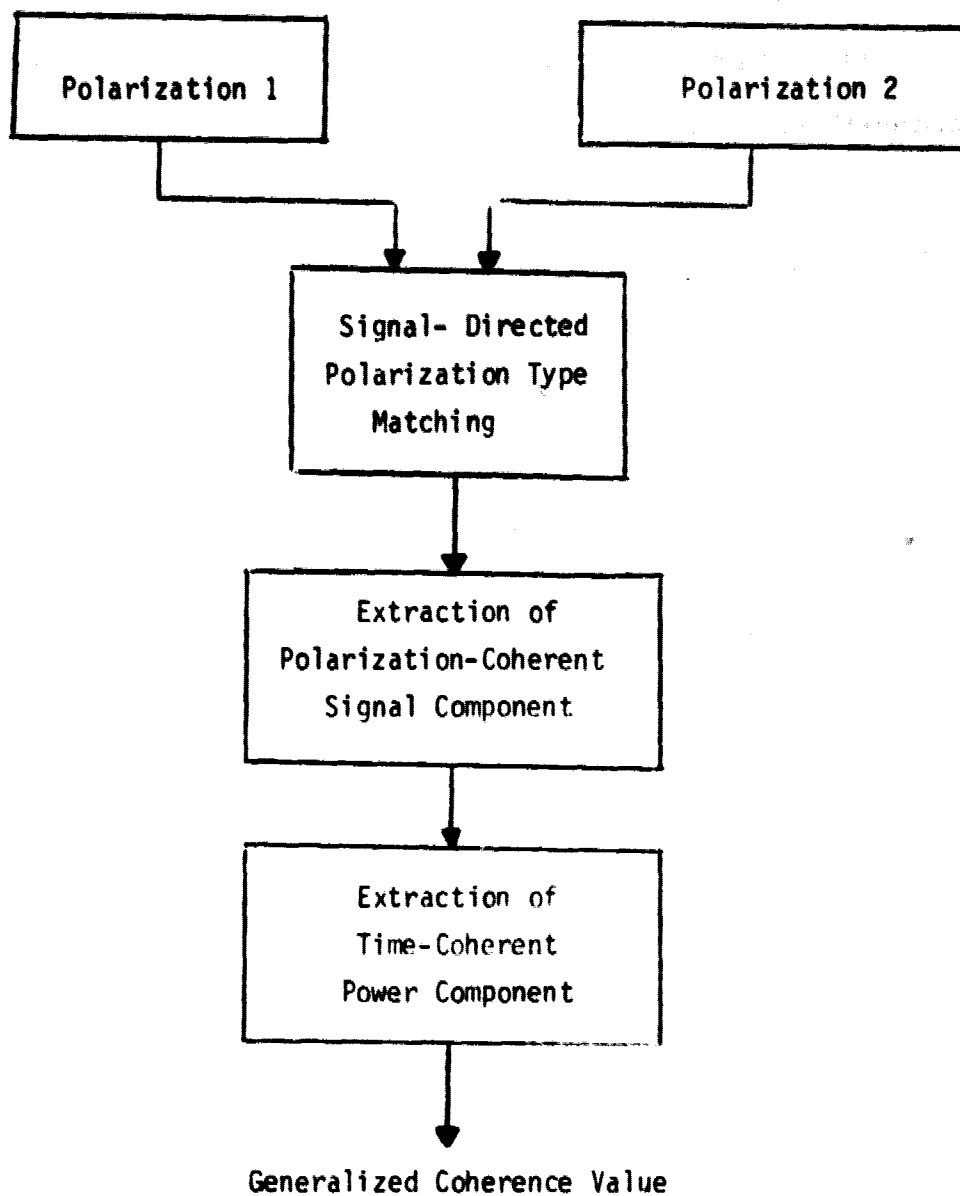 Polarization 1
Polarization 2
Signal- Directed
Polarization Type
Matching
Extraction of
Polarization-Coherent
Signal Component
Extraction of
Time-Coherent
Power Component
Generalized Coherence Value